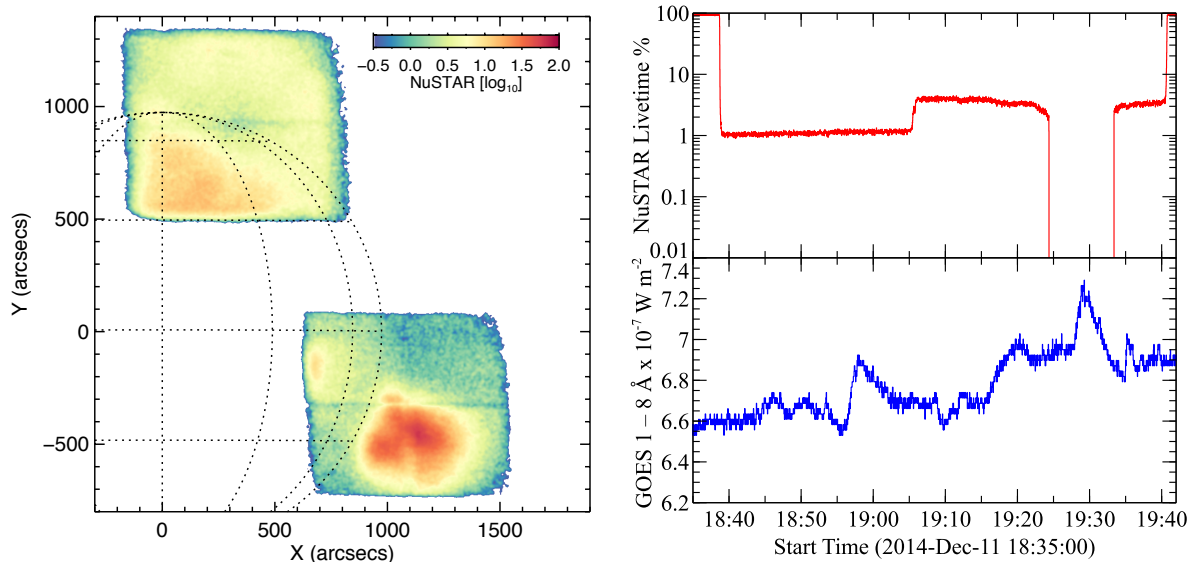 −0.5 0.0 0.5 1.0 1.5 2.0
NuSTAR [log10]
Y (arcsecs)
1000
500
0
−500
0 500 1000 1500
X (arcsecs)
NuSTAR Livetime %
100
10
1
0.1
0.01
GOES 1 – 8 Å x 10-7 W m-2
7.4
7.2
7
6.8
6.6
6.4
6.2
18:40 18:50 19:00 19:10 19:20 19:30 19:40
Start Time (2014-Dec-11 18:35:00)